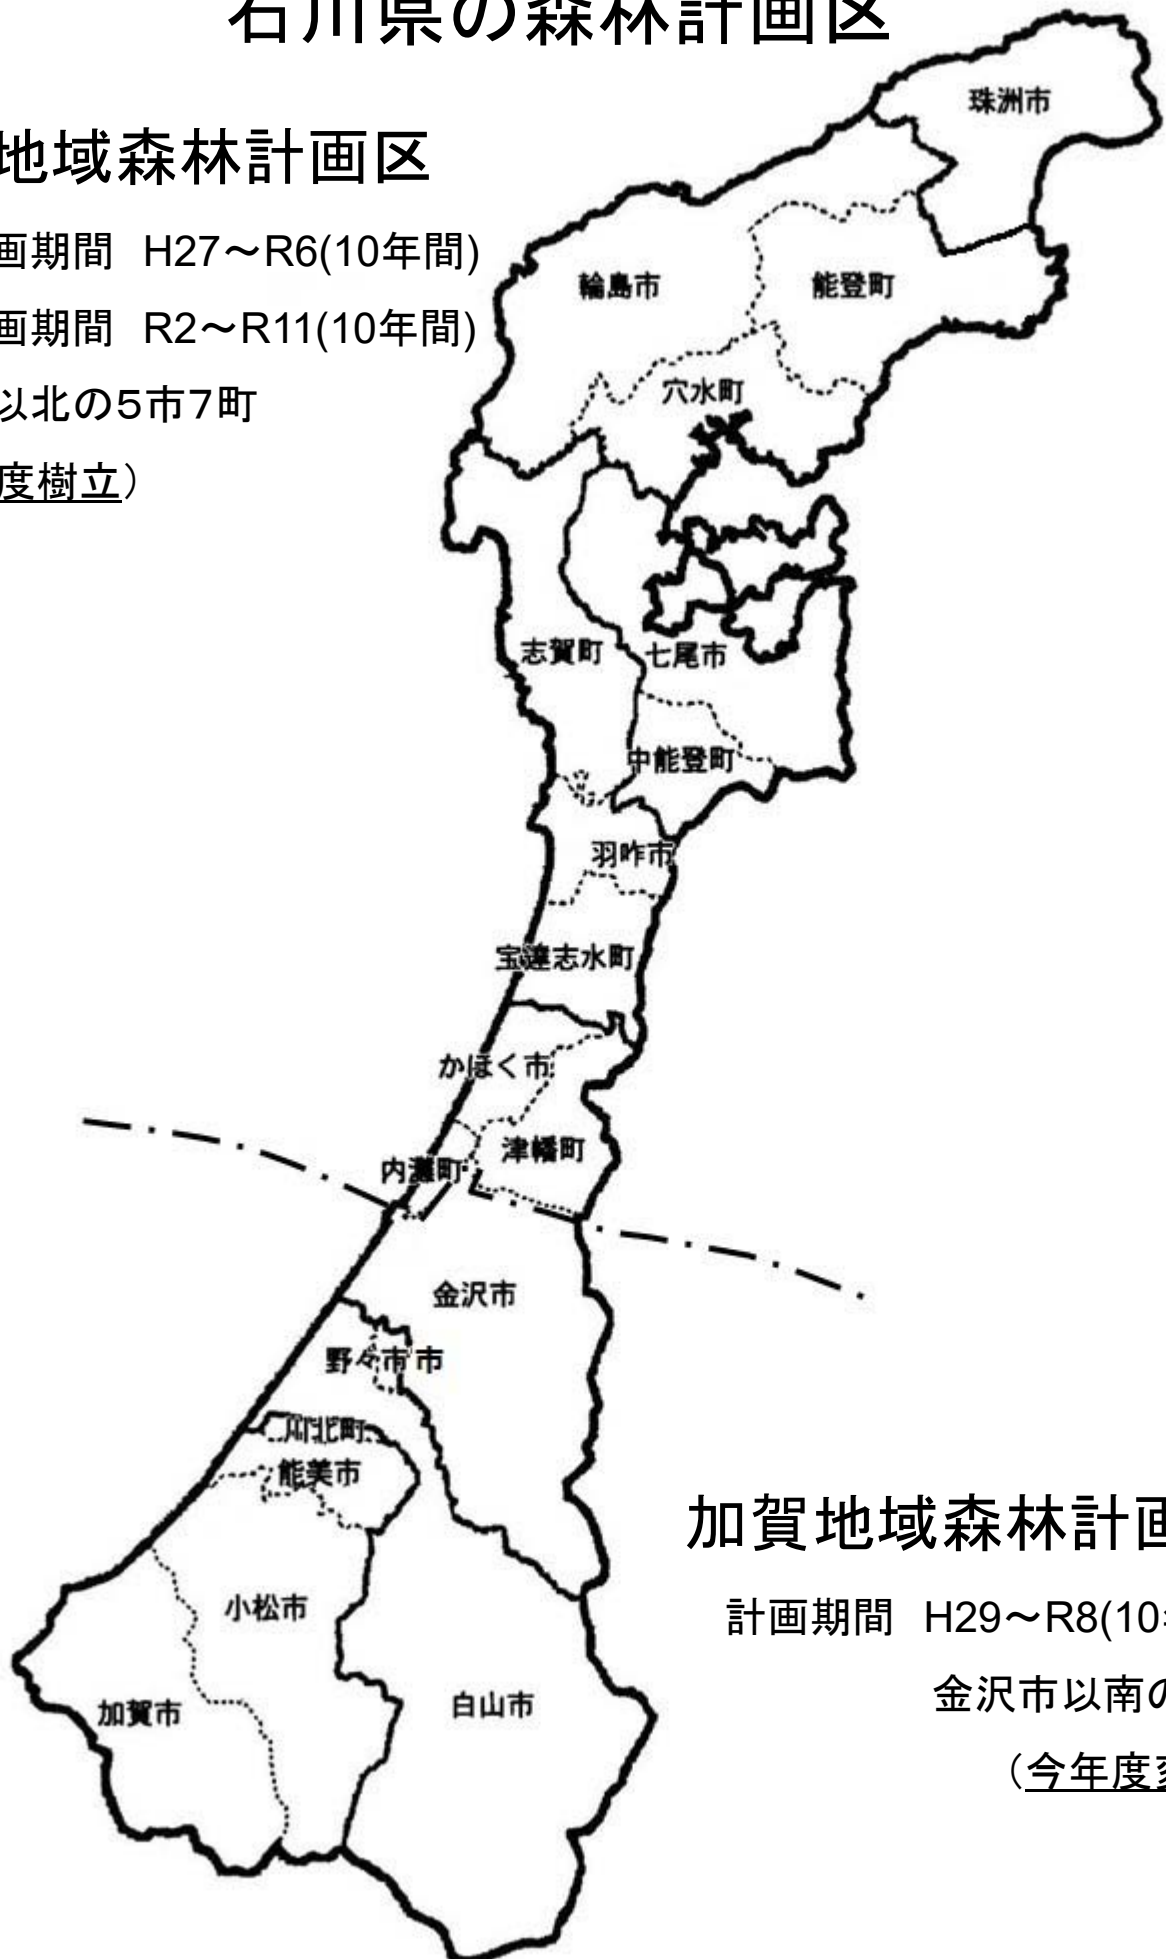 石川県の森林計画区
地域森林計画区
画期間 H27～R6(10年間)
画期間 R2～R11(10年間)
以北の５市７町
度樹立）
珠洲市
輪島市
能登町
穴水町
志賀町
七尾市
中能登町
羽咋市
宝達志水町
かほく市
津幡町
内灘町
金沢市
野々市市
川北町
能美市
小松市
加賀市
白山市
加賀地域森林計画
計画期間 H29～R8(10
金沢市以南の
（今年度